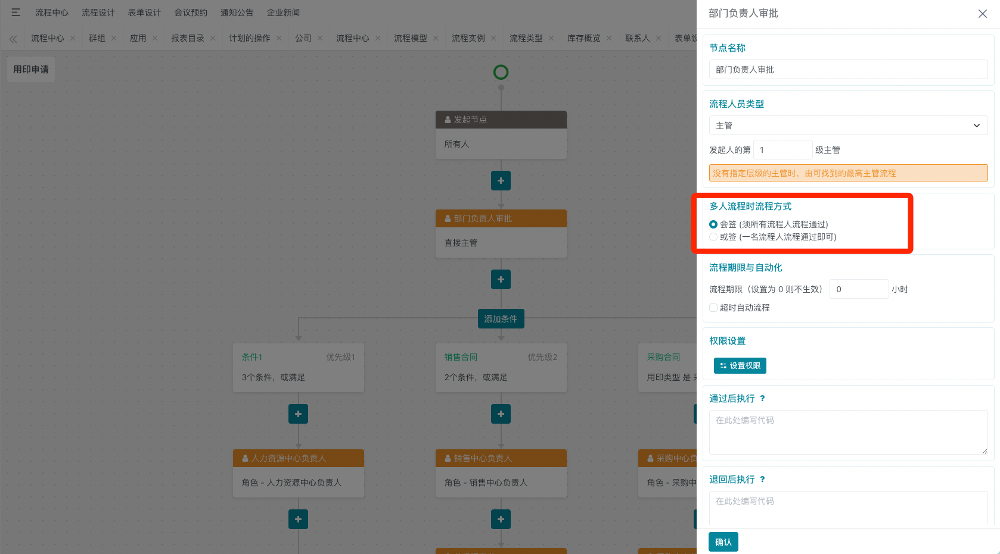 流程中心 流程设计 表单设计 会议预约 通知公告 企业新闻
流程中心 群组 应用 报表目录 计划的操作 公司 流程中心 流程模型 流程实例 流程类型 库存概览 联系人 表单设
用印申请
发起节点
所有人
部门负责人审批
直接主管
添加条件
条件1 优先级1
3个条件，或满足
销售合同 优先级2
2个条件，或满足
采购合同
用印类型 是
人力资源中心负责人
角色 - 人力资源中心负责人
销售中心负责人
角色 - 销售中心负责人
采购中心负
角色 - 采购中
部门负责人审批
节点名称
部门负责人审批
流程人员类型
主管
发起人的第 1 级主管
没有指定层级的主管时，由可找到的最高主管流程
多人流程时流程方式
会签 (须所有流程人流程通过)
或签 (一名流程人流程通过即可)
流程期限与自动化
流程期限（设置为 0 则不生效） 0 小时
超时自动流程
权限设置
设置权限
通过后执行 ?
在此处编写代码
退回后执行 ?
在此处编写代码
确认